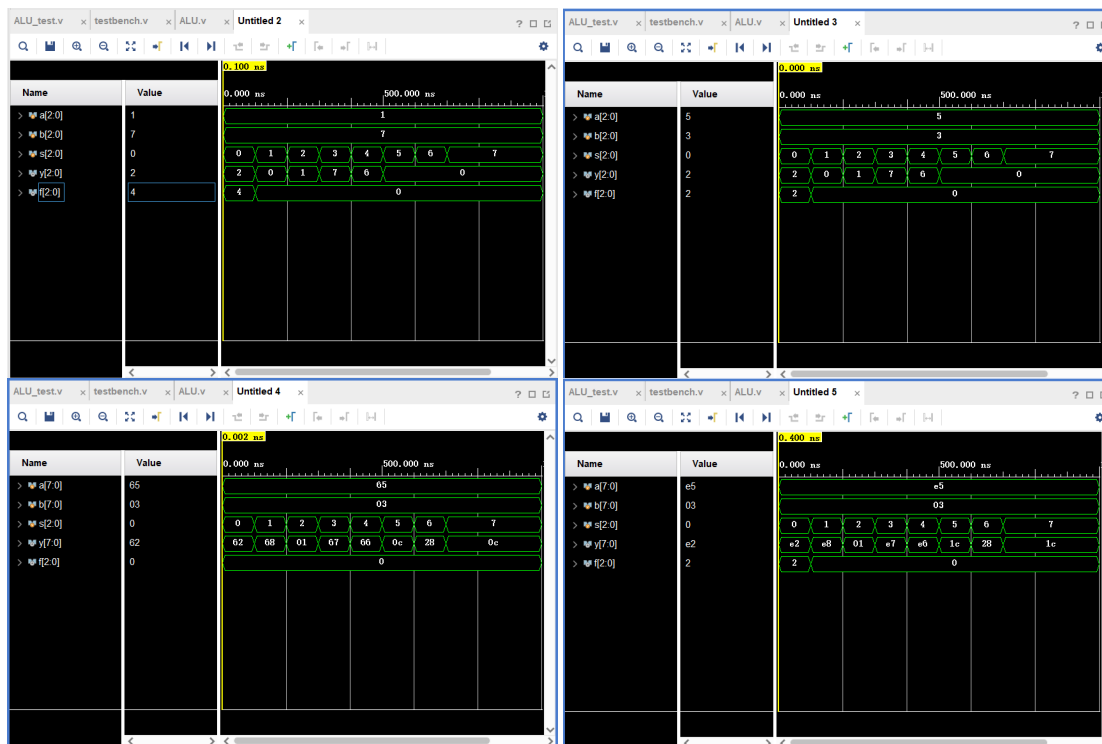 ALU_test.v × testbench.v × ALU.v × Untitled 2 × ?
0.100 ns
Name Value 0.000 ns 500.000 ns
a[2:0] 1 1
b[2:0] 7 7
s[2:0] 0 0 1 2 3 4 5 6 7
y[2:0] 2 2 0 1 7 6 0
f[2:0] 4 4 0
ALU_test.v × testbench.v × ALU.v × Untitled 3 × ?
0.000 ns
Name Value 0.000 ns 500.000 ns
a[2:0] 5 5
b[2:0] 3 3
s[2:0] 0 0 1 2 3 4 5 6 7
y[2:0] 2 2 0 1 7 6 0
f[2:0] 2 2 0
ALU_test.v × testbench.v × ALU.v × Untitled 4 × ?
0.002 ns
Name Value 0.000 ns 500.000 ns
a[7:0] 65 65
b[7:0] 03 03
s[2:0] 0 0 1 2 3 4 5 6 7
y[7:0] 62 62 68 01 67 66 0c 28 0c
f[2:0] 0 0
ALU_test.v × testbench.v × ALU.v × Untitled 5 × ?
0.400 ns
Name Value 0.000 ns 500.000 ns
a[7:0] e5 e5
b[7:0] 03 03
s[2:0] 0 0 1 2 3 4 5 6 7
y[7:0] e2 e2 e8 01 e7 e6 1c 28 1c
f[2:0] 2 2 0